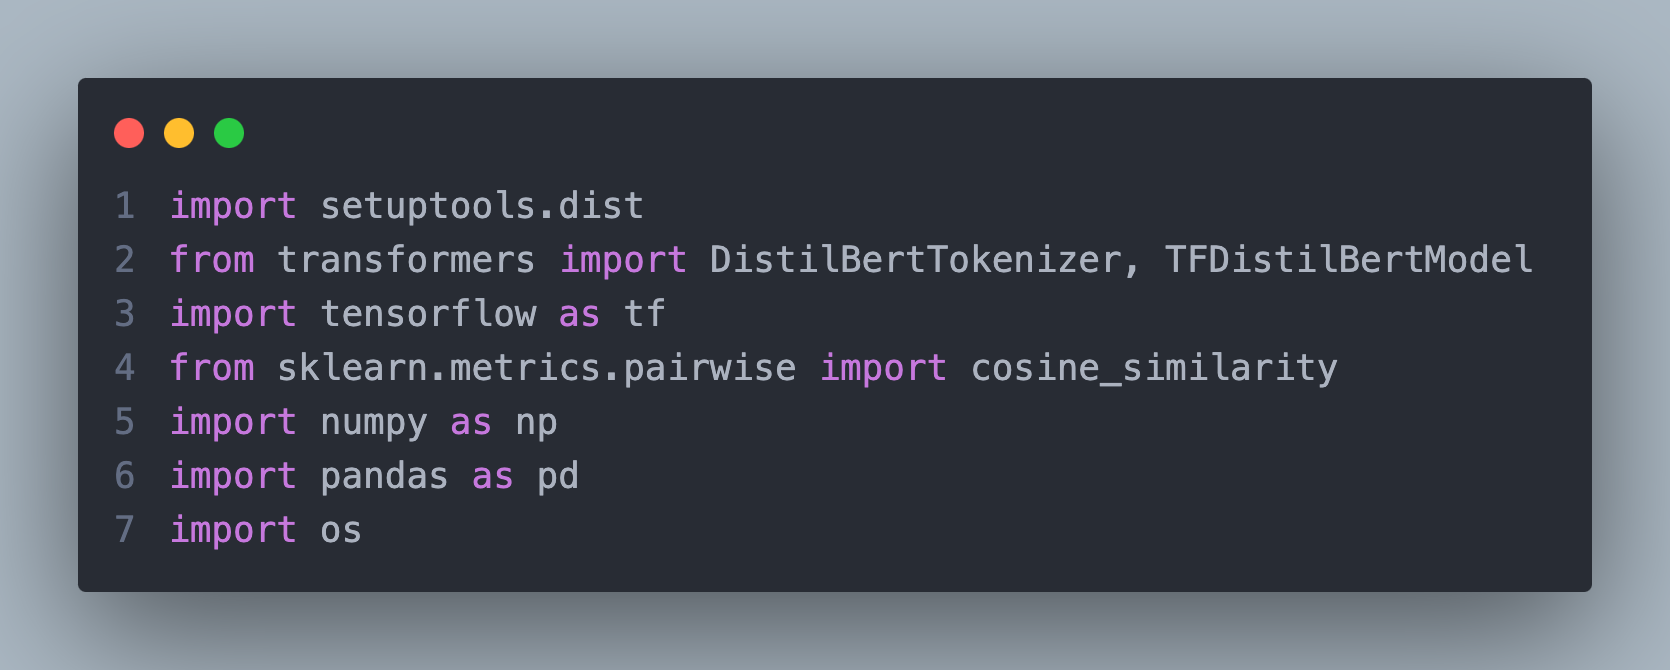 1 import setuptools.dist
2 from transformers import DistilBertTokenizer, TFDistilBertModel
3 import tensorflow as tf
4 from sklearn.metrics.pairwise import cosine_similarity
5 import numpy as np
6 import pandas as pd
7 import os